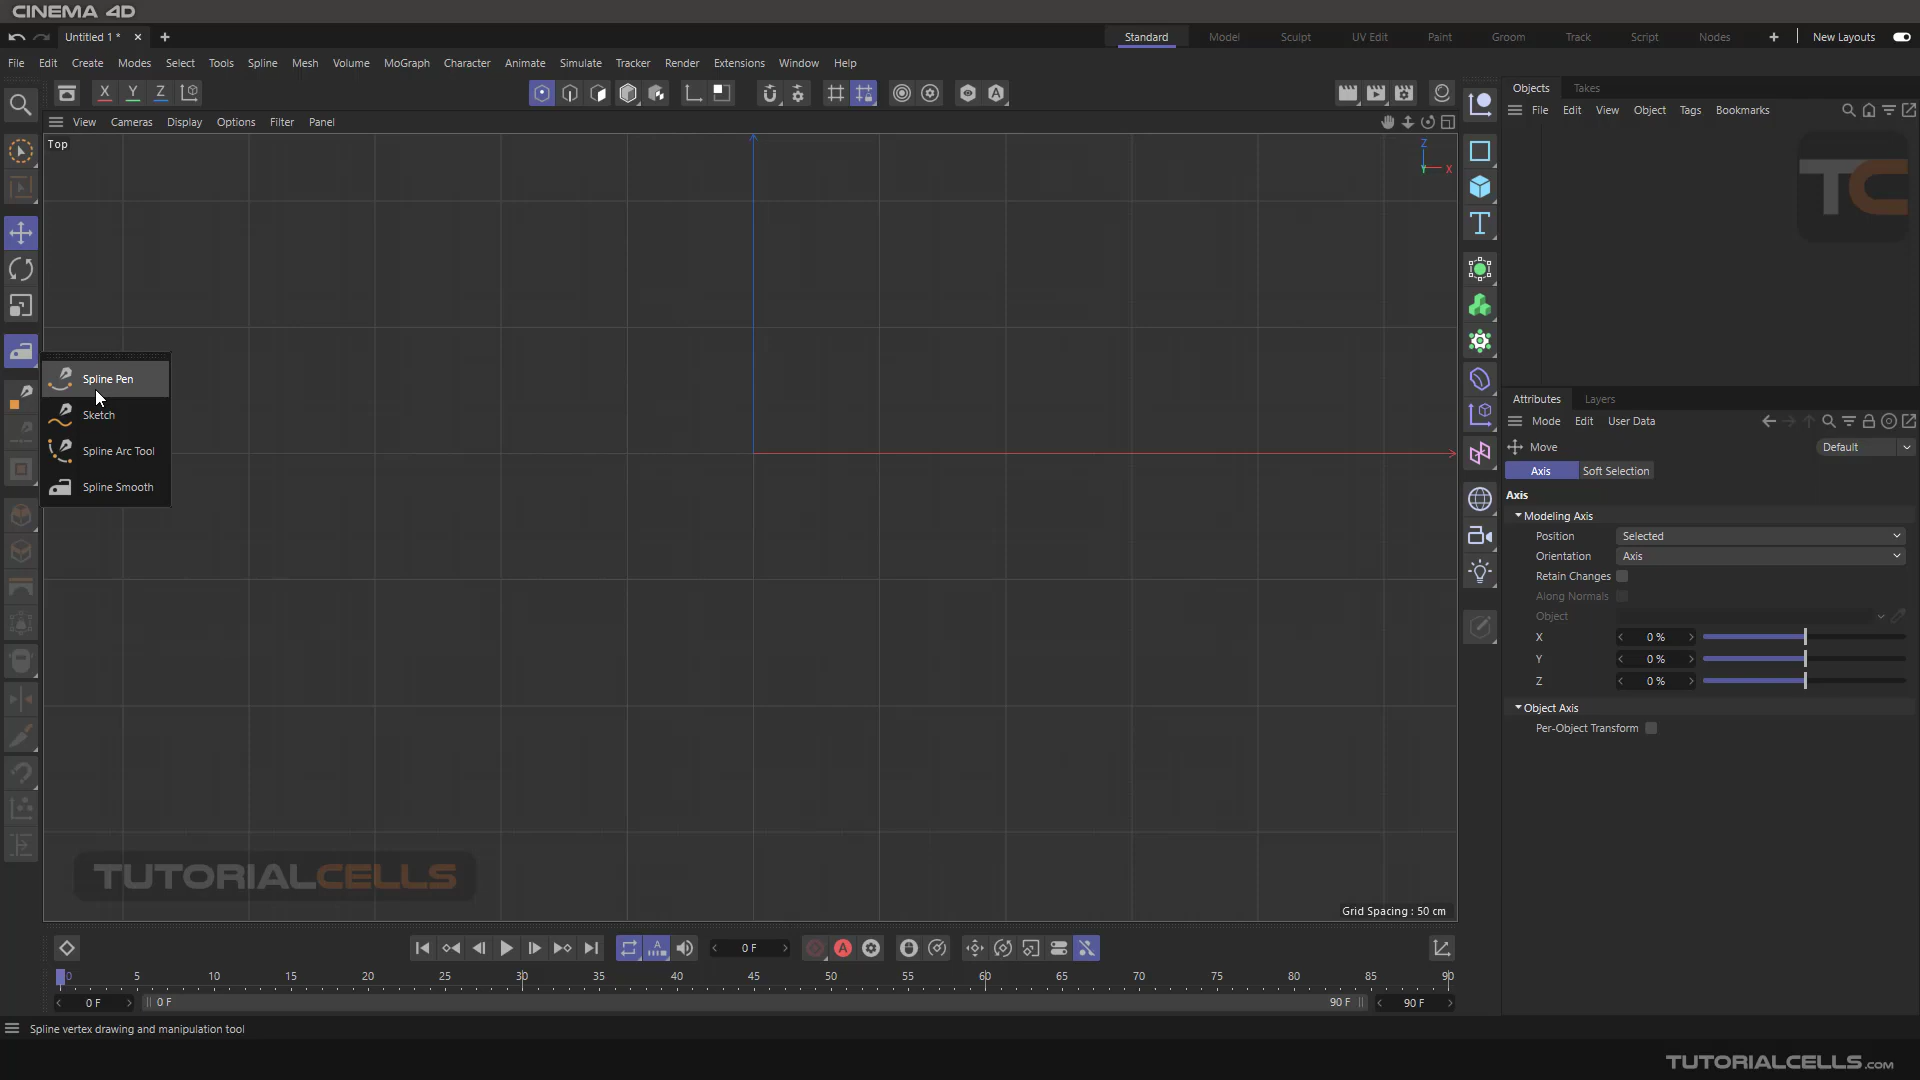 CINEMA 4D
Untitled 1 *
Standard Model Sculpt UV Edit Paint Groom Track Script Nodes New Layouts
File Edit Create Modes Select Tools Spline Mesh Volume MoGraph Character Animate Simulate Tracker Render Extensions Window Help
X Y Z
Objects Takes
File Edit View Object Tags Bookmarks
View Cameras Display Options Filter Panel
Top
Z
Y X
TC
Spline Pen
Sketch
Spline Arc Tool
Spline Smooth
Attributes Layers
Mode Edit User Data
Move Default
Axis Soft Selection
Axis
Modeling Axis
Position Selected
Orientation Axis
Retain Changes
Along Normals
Object
X 0 %
Y 0 %
Z 0 %
Object Axis
Per-Object Transform
TUTORIALCELLS
Grid Spacing : 50 cm
0 F
0 5 10 15 20 25 30 35 40 45 50 55 60 65 70 75 80 85 90
0 F 0 F 90 F 90 F
Spline vertex drawing and manipulation tool
TUTORIALCELLS.com